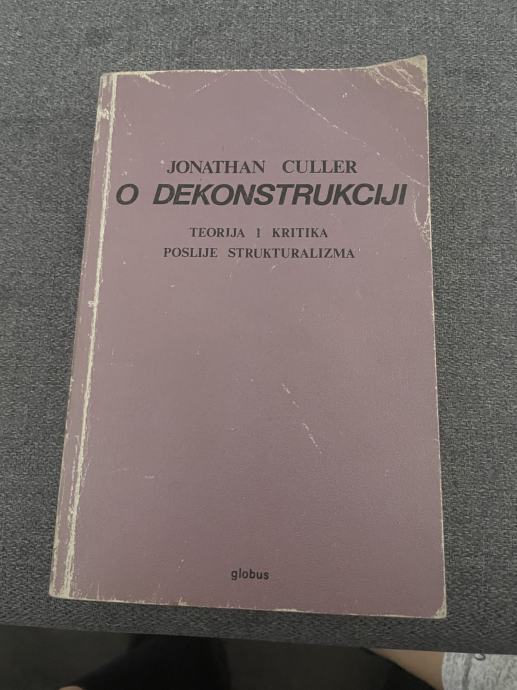 JONATHAN CULLER
O DEKONSTRUKCIJI
TEORIJA I KRITIKA
POSLIJE STRUKTURALIZMA
globus